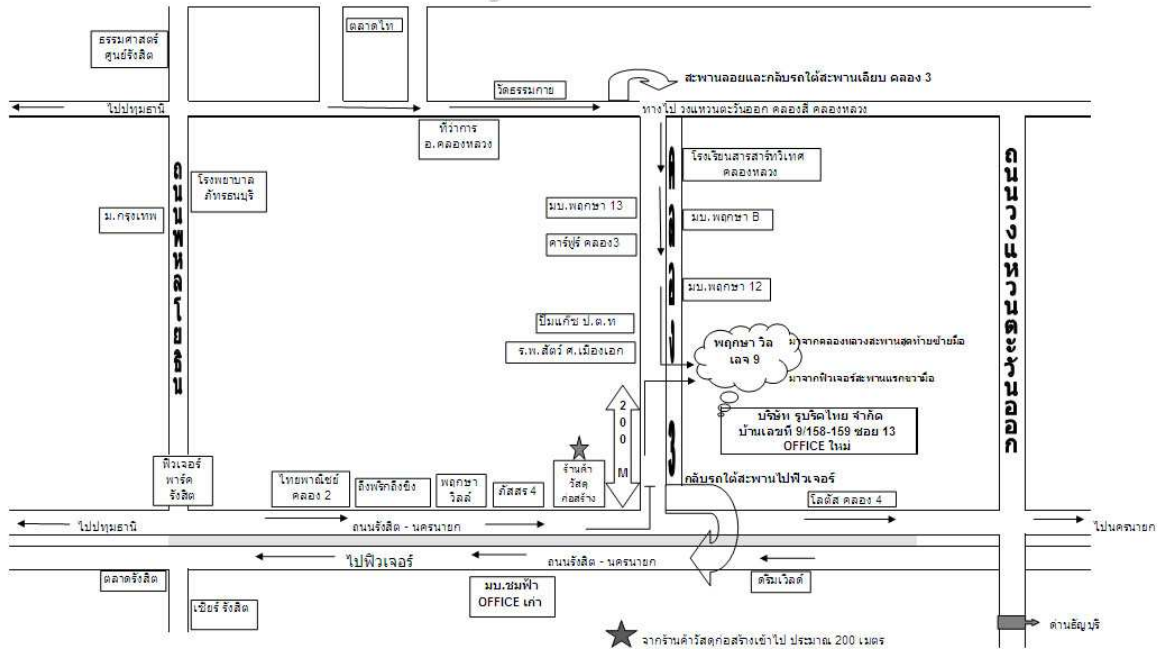 ตลาดไท
ธรรมศาสตร์
ศูนย์รังสิต
สะพานลอยและกลับรถใต้สะพานเลียบ คลอง 3
วัดธรรมกาย
ไปปทุมธานี
ทางไป วงแหวนตะวันออก คลองสี่ คลองหลวง
ที่ว่าการ
อ.คลองหลวง
โรงเรียนสารสาร์ทวิเทศ
คลองหลวง
ถนนพหลโยธิน
คลอง 3
ถนนวงแหวนตะวันออก
โรงพยาบาล
ภัทรธนบุรี
ม.กรุงเทพ
มบ.พฤกษา 13
มบ.พฤกษา B
คาร์ฟูร์ คลอง3
มบ.พฤกษา 12
ปั๊มแก๊ซ ป.ต.ท
ร.พ.สัตว์ ศ.เมืองเอก
พฤกษา วิล
เลจ 9
มาจากคลองหลวงสะพานสุดท้ายซ้ายมือ
มาจากฟิวเจอร์สะพานแรกขวามือ
200 M
บริษัท รูบริดไทย จำกัด
บ้านเลขที่ 9/158-159 ซอย 13
OFFICE ใหม่
ฟิวเจอร์
พาร์ค
รังสิต
ไทยพาณิชย์
คลอง 2
ถึงพริกถึงขิง
พฤกษา
วิลล์
ภัสสร 4
ร้านค้า
วัสดุ
ก่อสร้าง
กลับรถใต้สะพานไปฟิวเจอร์
โลตัส คลอง 4
ไปปทุมธานี
ถนนรังสิต - นครนายก
ไปนครนายก
ไปฟิวเจอร์
ถนนรังสิต - นครนายก
ตลาดรังสิต
มบ.ชมฟ้า
OFFICE เก่า
ดรีมเวิลด์
เซียร์ รังสิต
ด่านธัญบุรี
จากร้านค้าวัสดุก่อสร้างเข้าไป ประมาณ 200 เมตร